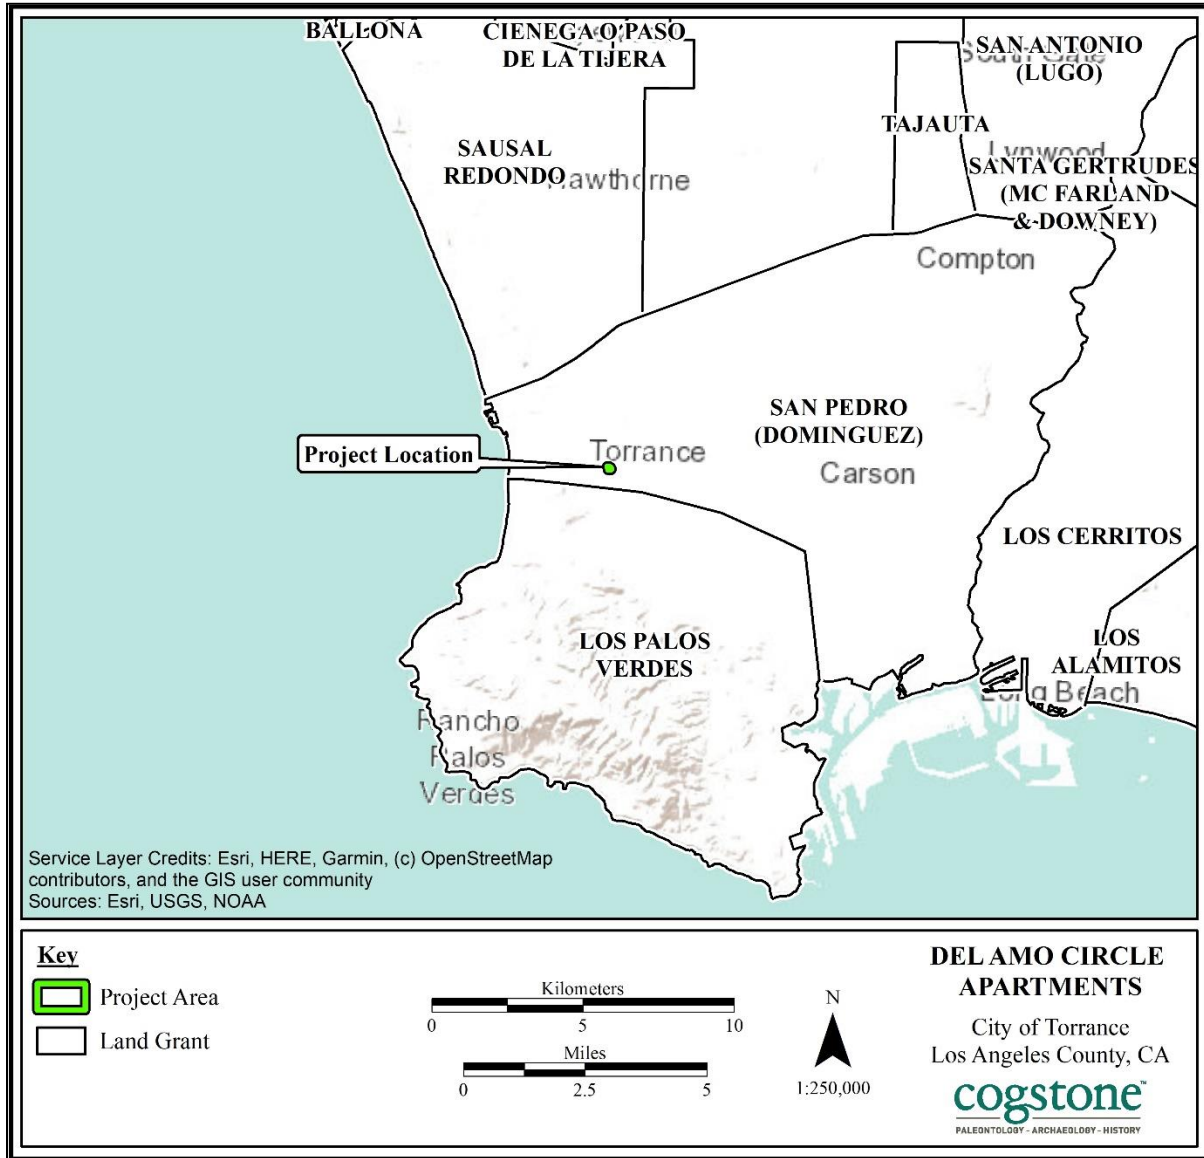 BALLONA
CIENEGA O PASO
DE LA TIJERA
SAN ANTONIO
(LUGO)
South Gate
TAJAUTA
Lynwood
SAUSAL
REDONDO
Hawthorne
SANTA GERTRUDES
(MC FARLAND
& DOWNEY)
Compton
SAN PEDRO
(DOMINGUEZ)
Project Location
Torrance
Carson
LOS CERRITOS
LOS PALOS
VERDES
LOS
ALAMITOS
Long Beach
Rancho
Palos
Verdes
Service Layer Credits: Esri, HERE, Garmin, (c) OpenStreetMap
contributors, and the GIS user community
Sources: Esri, USGS, NOAA
Key
Project Area
Land Grant
Kilometers
0 5 10
Miles
0 2.5 5
N
1:250,000
DEL AMO CIRCLE
APARTMENTS
City of Torrance
Los Angeles County, CA
cogstone™
PALEONTOLOGY - ARCHAEOLOGY - HISTORY